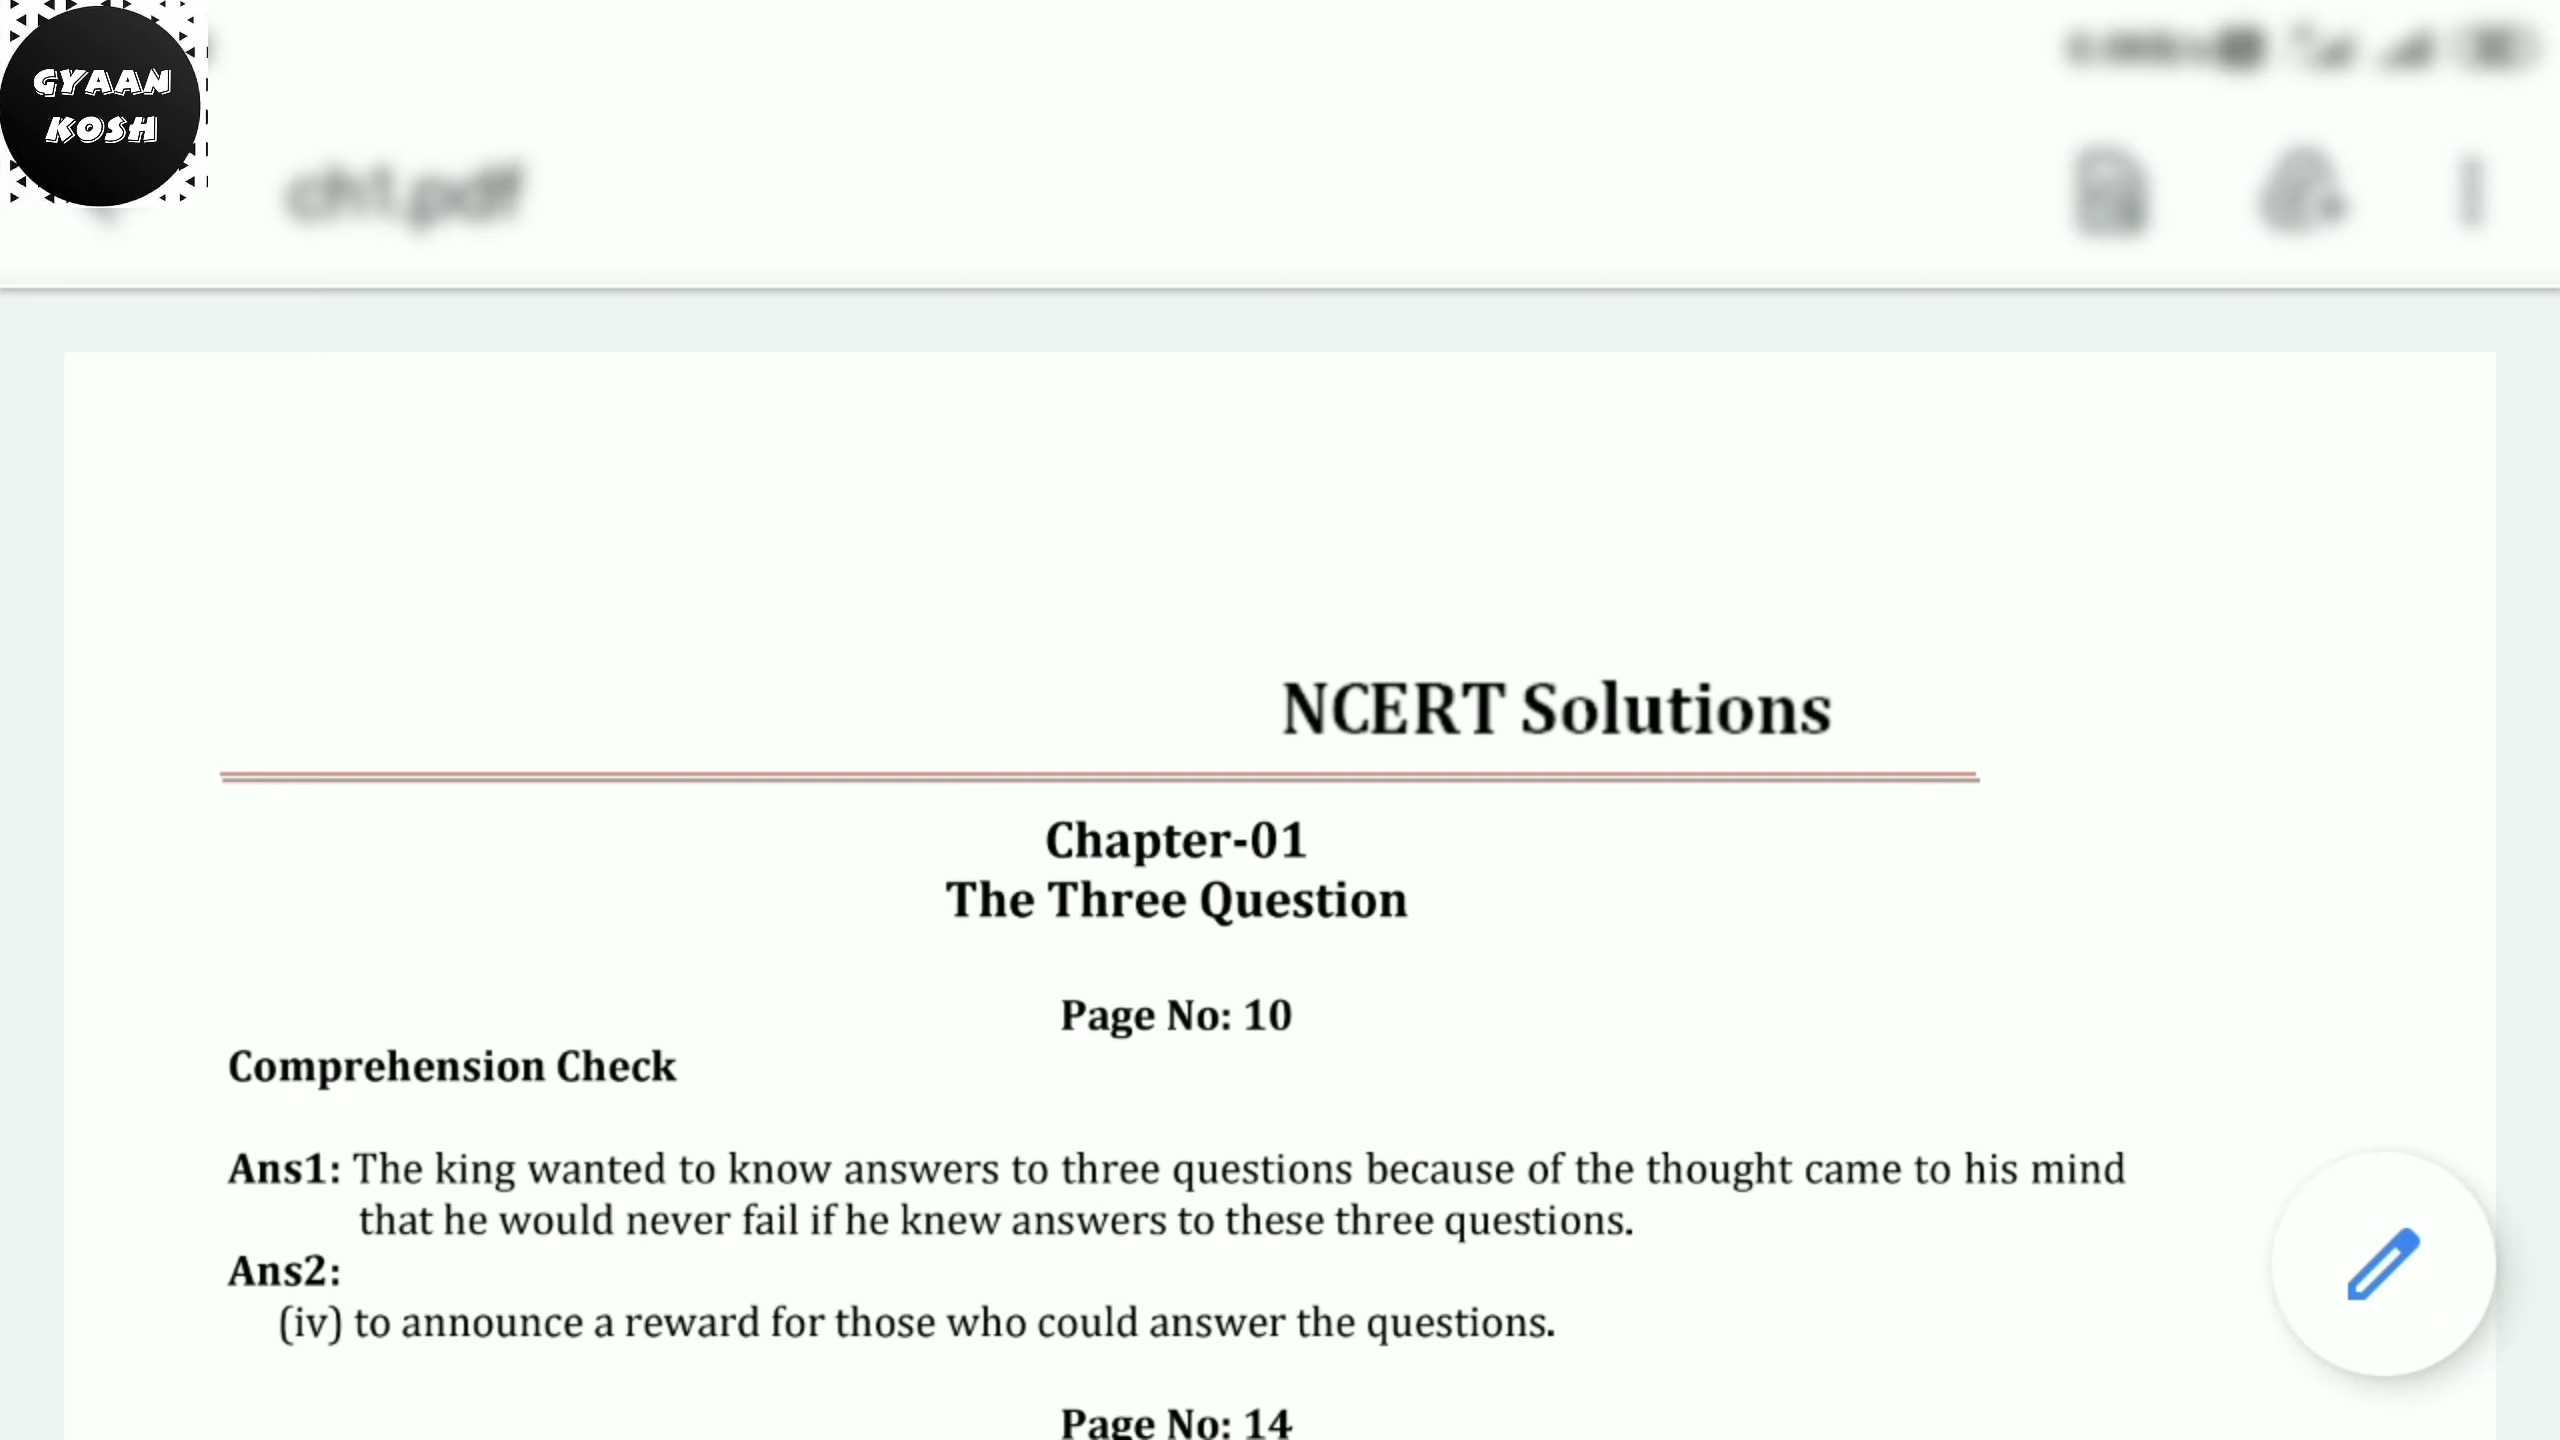 GYAAN
KOSH
ch1.pdf
NCERT Solutions
Chapter-01
The Three Question
Page No: 10
Comprehension Check
Ans1: The king wanted to know answers to three questions because of the thought came to his mind
that he would never fail if he knew answers to these three questions.
Ans2:
(iv) to announce a reward for those who could answer the questions.
Page No: 14